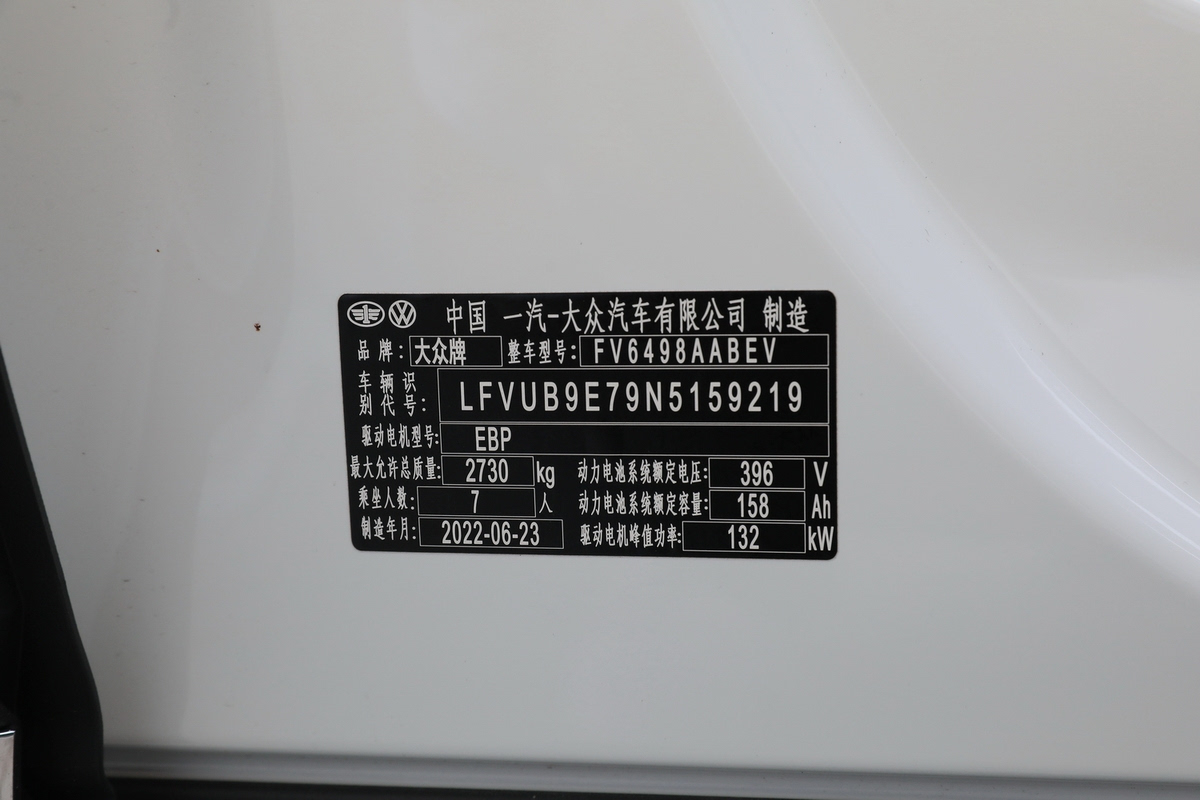 中国 一汽-大众汽车有限公司 制造
品牌: 大众牌 整车型号: FV6498AABEV
车辆识别代号: LFVUB9E79N5159219
驱动电机型号: EBP
最大允许总质量: 2730 kg 动力电池系统额定电压: 396 V
乘坐人数: 7 人 动力电池系统额定容量: 158 Ah
制造年月: 2022-06-23 驱动电机峰值功率: 132 kW